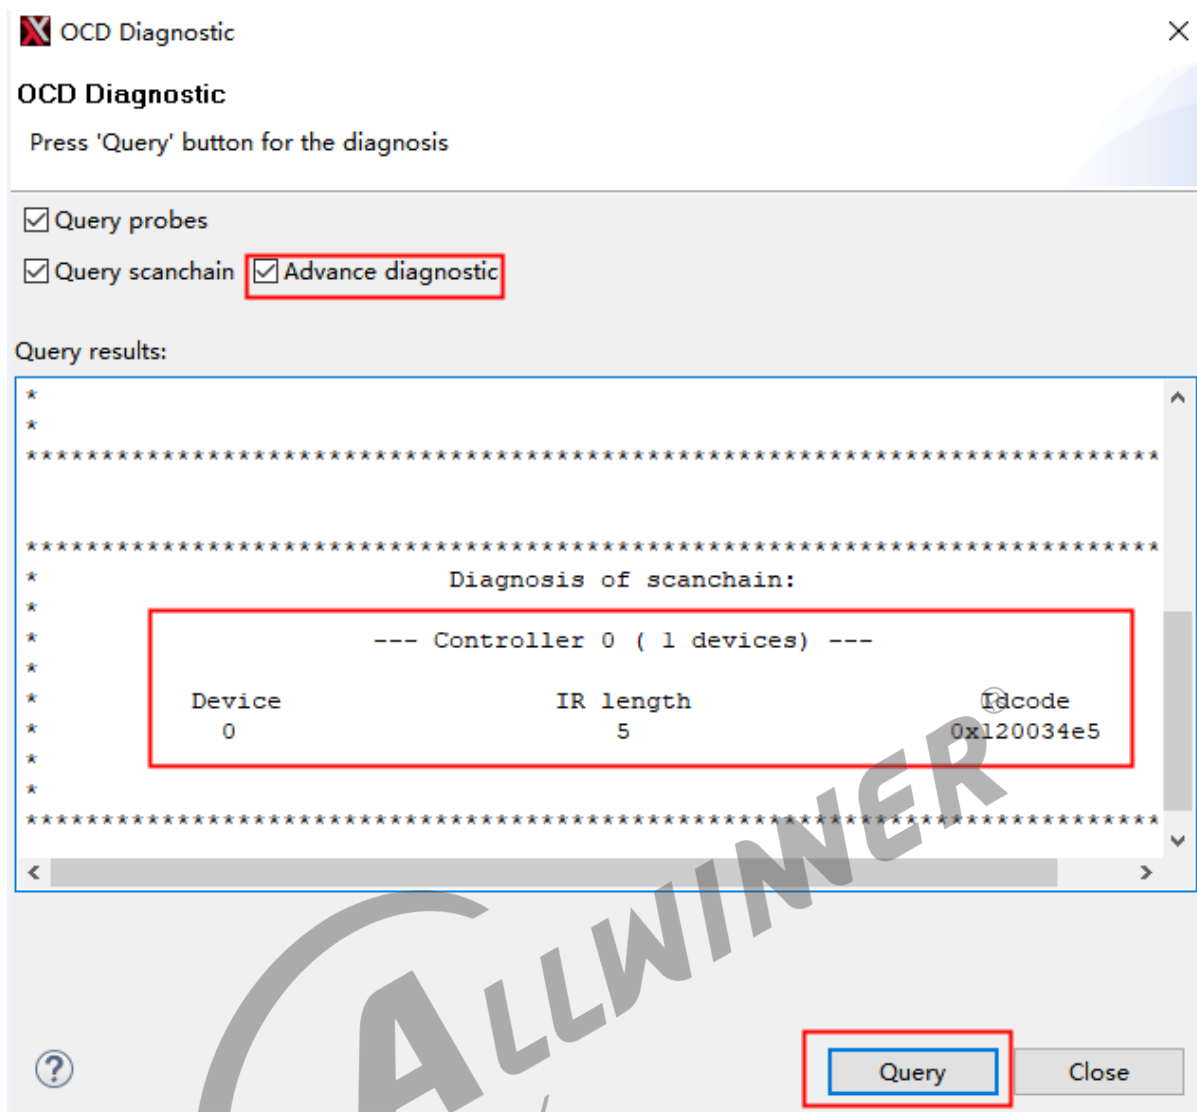 OCD Diagnostic
OCD Diagnostic
Press 'Query' button for the diagnosis
Query probes
Query scanchain Advance diagnostic
Query results:
*
*
***************************************************************************
***************************************************************************
* Diagnosis of scanchain:
*
* --- Controller 0 ( 1 devices) ---
*
* Device IR length Idcode
* 0 5 0x120034e5
*
*
***************************************************************************
ALLWINNER®
? Query Close